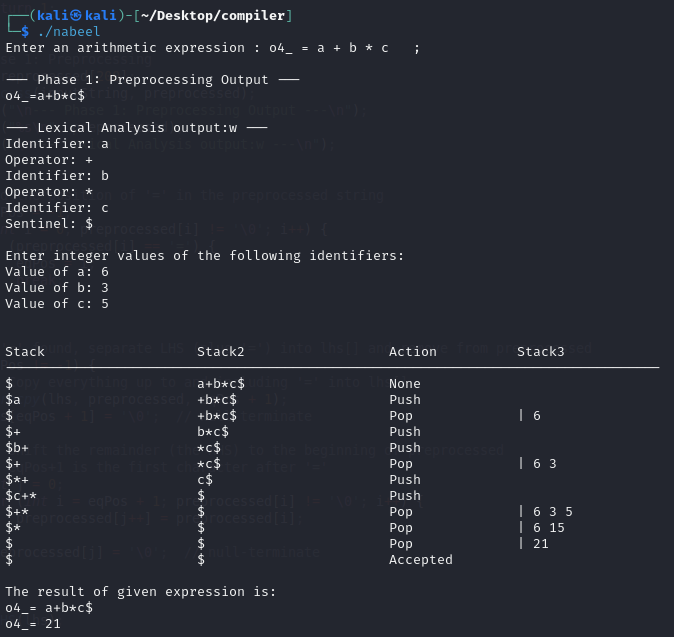 ┌──(kali㉿kali)-[~/Desktop/compiler]
└─$ ./nabeel
Enter an arithmetic expression : o4_ = a + b * c   ;
--- Phase 1: Preprocessing Output ---
o4_=a+b*c$
--- Lexical Analysis output:w ---
Identifier: a
Operator: +
Identifier: b
Operator: *
Identifier: c
Sentinel: $
Enter integer values of the following identifiers:
Value of a: 6
Value of b: 3
Value of c: 5
Stack Stack2 Action Stack3
$ a+b*c$ None
$a +b*c$ Push
$ +b*c$ Pop | 6
$+ b*c$ Push
$b+ *c$ Push
$+ *c$ Pop | 6 3
$*+ c$ Push
$c+* $ Push
$+* $ Pop | 6 3 5
$* $ Pop | 6 15
$ $ Pop | 21
$ $ Accepted
The result of given expression is:
o4_= a+b*c$
o4_= 21